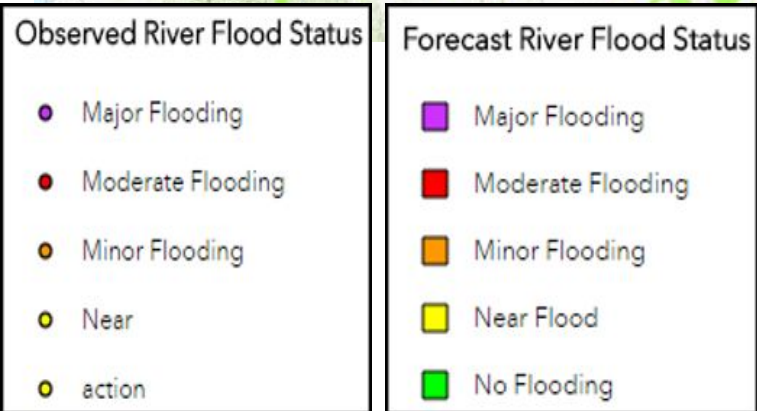 Observed River Flood Status
Major Flooding
Moderate Flooding
Minor Flooding
Near
action
Forecast River Flood Status
Major Flooding
Moderate Flooding
Minor Flooding
Near Flood
No Flooding